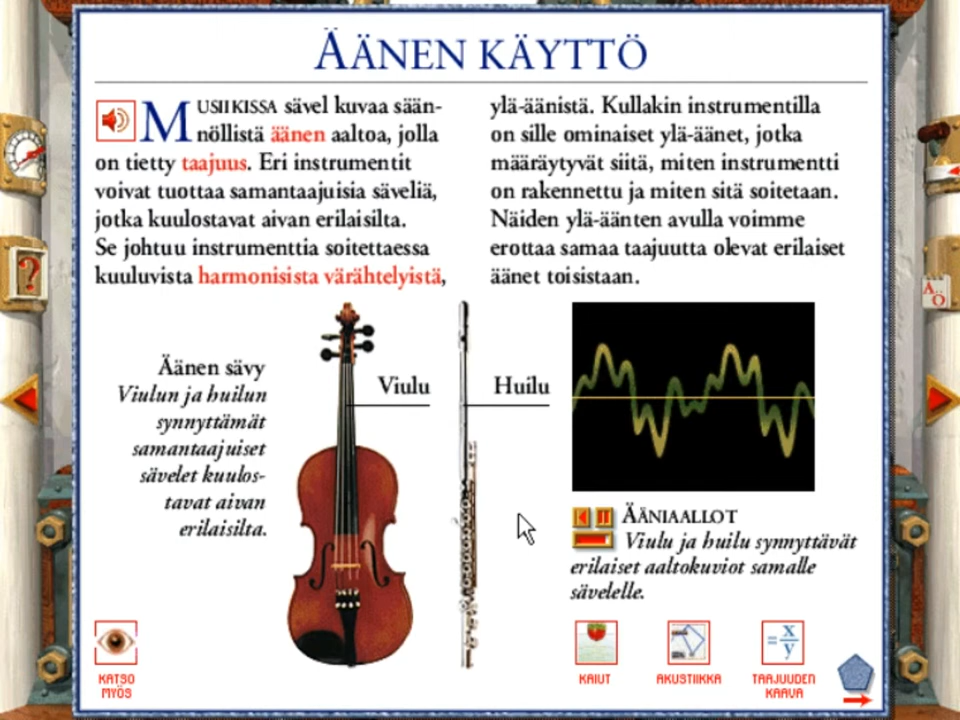 ÄÄNEN KÄYTTÖ
MUSIIKISSA sävel kuvaa sään-
nöllistä äänen aaltoa, jolla
on tietty taajuus. Eri instrumentit
voivat tuottaa samantaajuisia säveliä,
jotka kuulostavat aivan erilaisilta.
Se johtuu instrumenttia soitettaessa
kuuluvista harmonisista värähtelyistä,
ylä-äänistä. Kullakin instrumentilla
on sille ominaiset ylä-äänet, jotka
määräytyvät siitä, miten instrumentti
on rakennettu ja miten sitä soitetaan.
Näiden ylä-äänten avulla voimme
erottaa samaa taajuutta olevat erilaiset
äänet toisistaan.
Äänen sävy
Viulun ja huilun
synnyttämät
samantaajuiset
sävelet kuulos-
tavat aivan
erilaisilta.
Viulu
Huilu
ÄÄNIAALLOT
Viulu ja huilu synnyttävät
erilaiset aaltokuviot samalle
sävelelle.
KATSO
MYÖS
KAIUT
AKUSTIIKKA
= x
y
TAAJUUDEN
KAAVA
?
A...
O